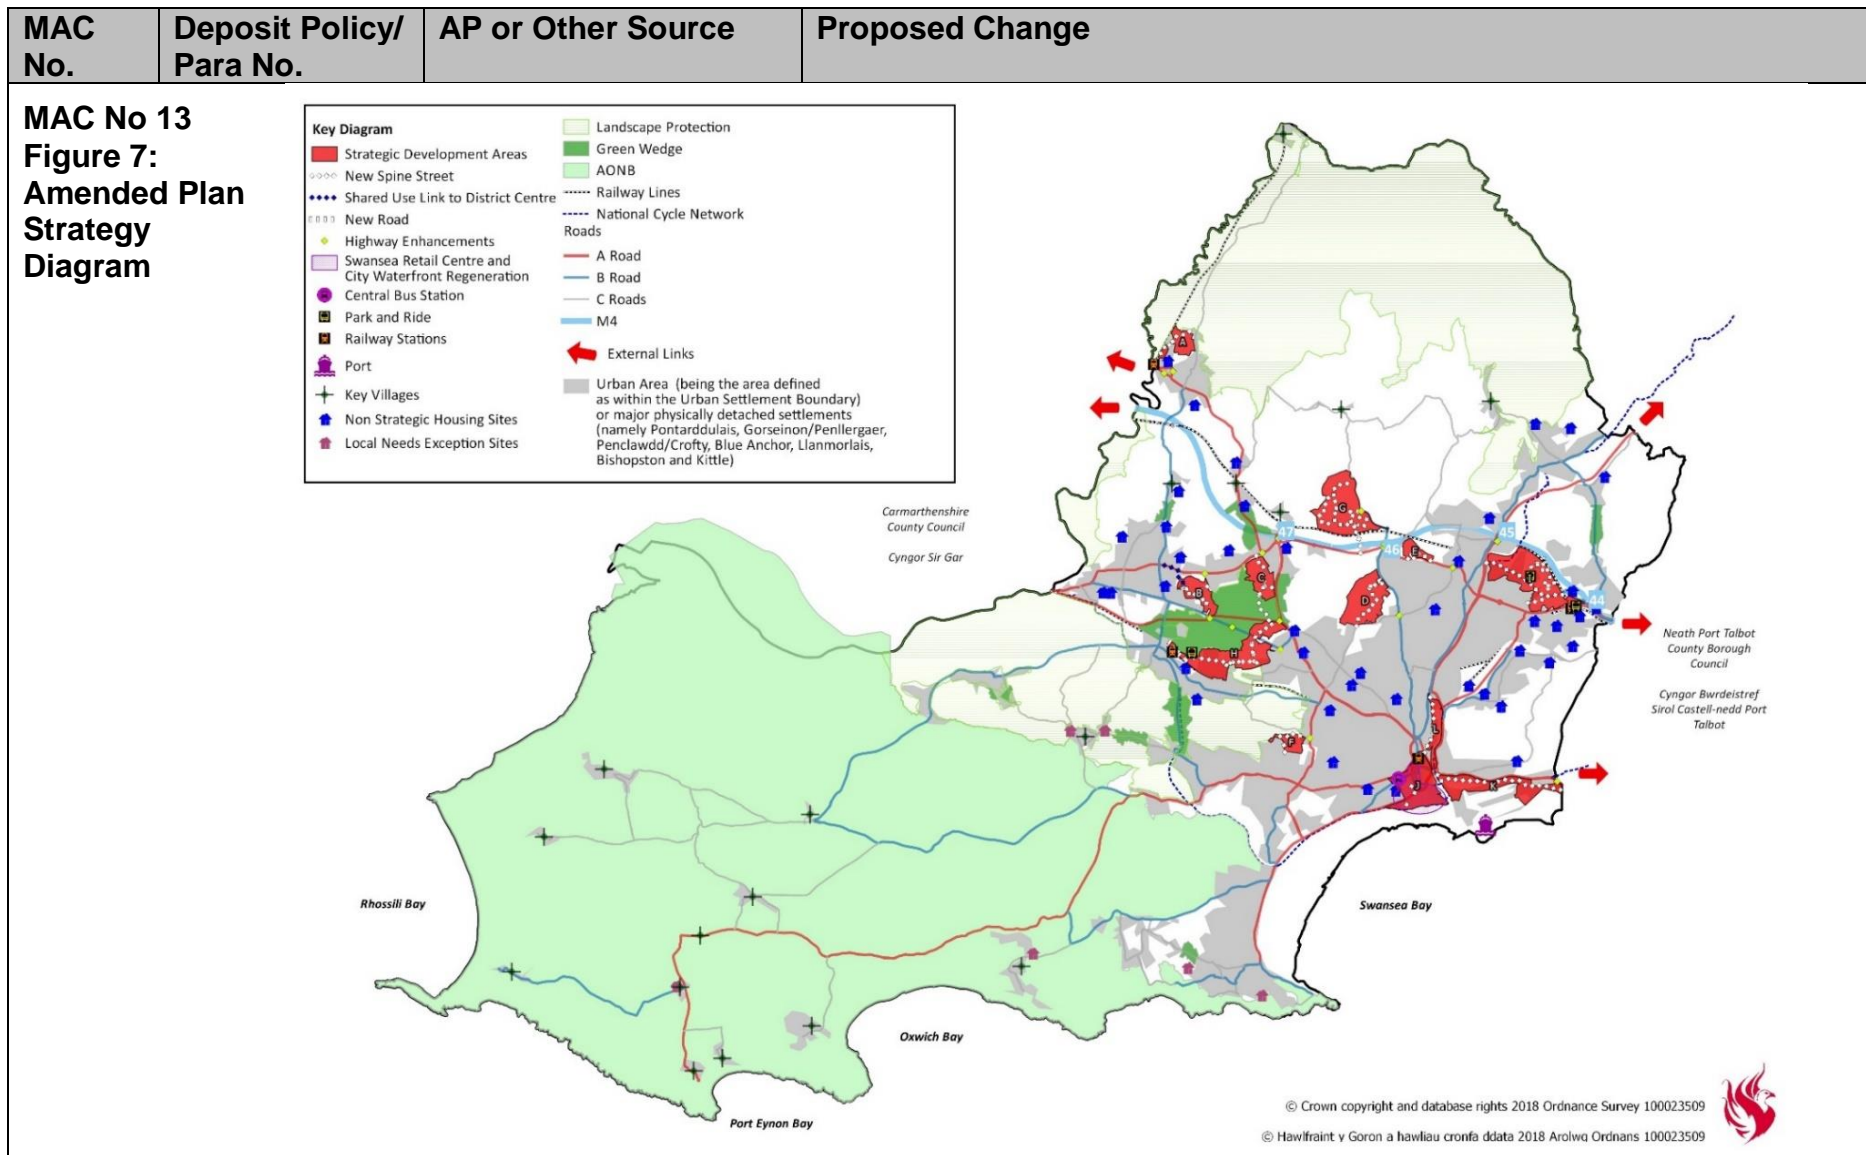 MAC
No.
Deposit Policy/
Para No.
AP or Other Source
Proposed Change
MAC No 13
Figure 7:
Amended Plan
Strategy
Diagram
Key Diagram
Strategic Development Areas
New Spine Street
Shared Use Link to District Centre
New Road
Highway Enhancements
Swansea Retail Centre and
City Waterfront Regeneration
Central Bus Station
Park and Ride
Railway Stations
Port
Key Villages
Non Strategic Housing Sites
Local Needs Exception Sites
Landscape Protection
Green Wedge
AONB
Railway Lines
National Cycle Network
Roads
A Road
B Road
C Roads
M4
External Links
Urban Area (being the area defined
as within the Urban Settlement Boundary)
or major physically detached settlements
(namely Pontarddulais, Gorseinon/Penllergaer,
Penclawdd/Crofty, Blue Anchor, Llanmorlais,
Bishopston and Kittle)
Carmarthenshire
County Council
Cyngor Sir Gar
A
G
47
46
45
E
C
B
D
44
H
Neath Port Talbot
County Borough
Council
Cyngor Bwrdeistref
Sirol Castell-nedd Port
Talbot
L
F
J
K
Rhossili Bay
Swansea Bay
Oxwich Bay
Port Eynon Bay
© Crown copyright and database rights 2018 Ordnance Survey 100023509
© Hawlfraint y Goron a hawliau cronfa ddata 2018 Arolwg Ordnans 100023509